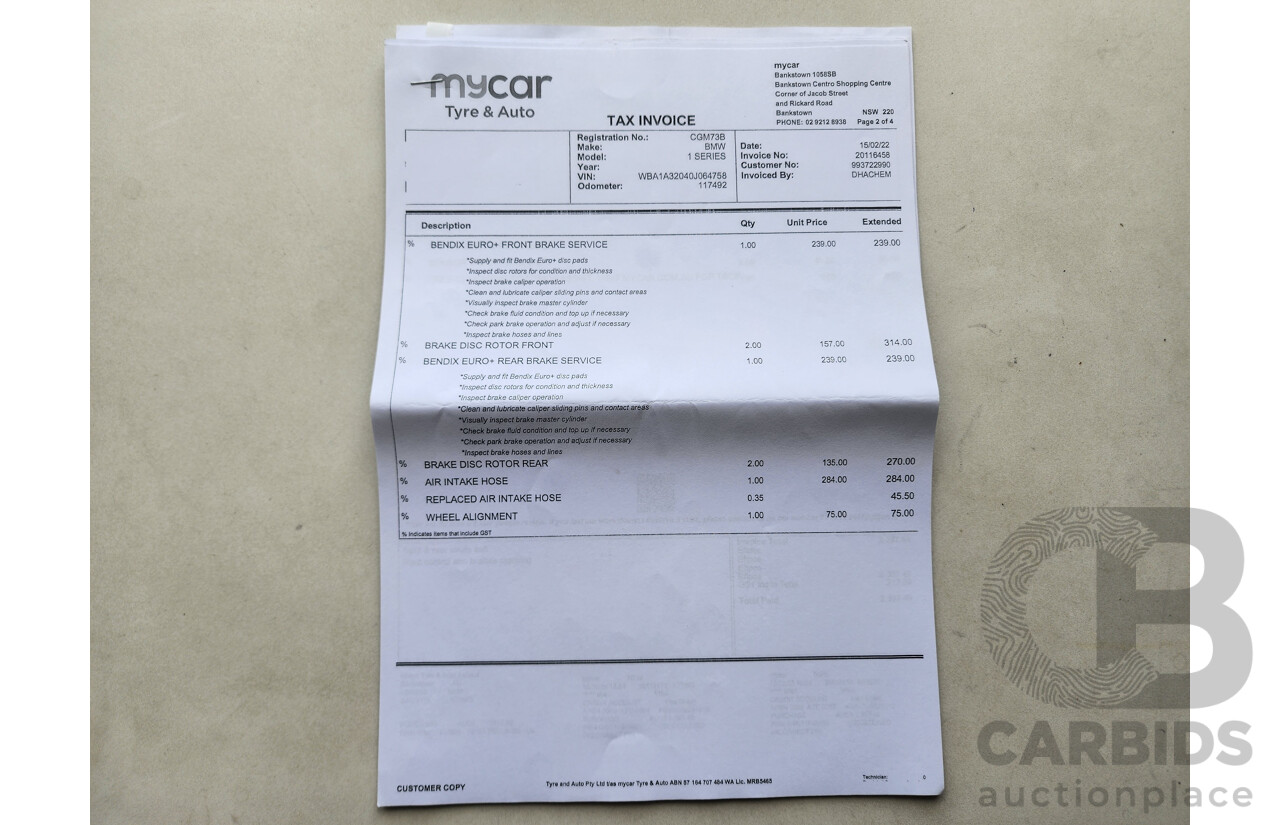 mycar
Tyre & Auto
TAX INVOICE
mycar
Bankstown 1058SB
Bankstown Centro Shopping Centre
Corner of Jacob Street
and Rickard Road
Bankstown NSW 220
PHONE: 02 9212 8938 Page 2 of 4
Registration No.: CGM73B
Make: BMW
Model: 1 SERIES
Year:
VIN: WBA1A32040J064758
Odometer: 117492
Date: 15/02/22
Invoice No: 20116458
Customer No: 993722990
Invoiced By: DHACHEM
Description Qty Unit Price Extended
% BENDIX EURO+ FRONT BRAKE SERVICE 1.00 239.00 239.00
*Supply and fit Bendix Euro+ disc pads
*Inspect disc rotors for condition and thickness
*Inspect brake caliper operation
*Clean and lubricate caliper sliding pins and contact areas
*Visually inspect brake master cylinder
*Check brake fluid condition and top up if necessary
*Check park brake operation and adjust if necessary
*Inspect brake hoses and lines
% BRAKE DISC ROTOR FRONT 2.00 157.00 314.00
% BENDIX EURO+ REAR BRAKE SERVICE 1.00 239.00 239.00
*Supply and fit Bendix Euro+ disc pads
*Inspect disc rotors for condition and thickness
*Inspect brake caliper operation
*Clean and lubricate caliper sliding pins and contact areas
*Visually inspect brake master cylinder
*Check brake fluid condition and top up if necessary
*Check park brake operation and adjust if necessary
*Inspect brake hoses and lines
% BRAKE DISC ROTOR REAR 2.00 135.00 270.00
% AIR INTAKE HOSE 1.00 284.00 284.00
% REPLACED AIR INTAKE HOSE 0.35 45.50
% WHEEL ALIGNMENT 1.00 75.00 75.00
% indicates items that include GST
CUSTOMER COPY
Tyre and Auto Pty Ltd t/as mycar Tyre & Auto ABN 87 164 707 484 WA Lic. MRB5465
Technician: 0
CB
CARBIDS
auctionplace